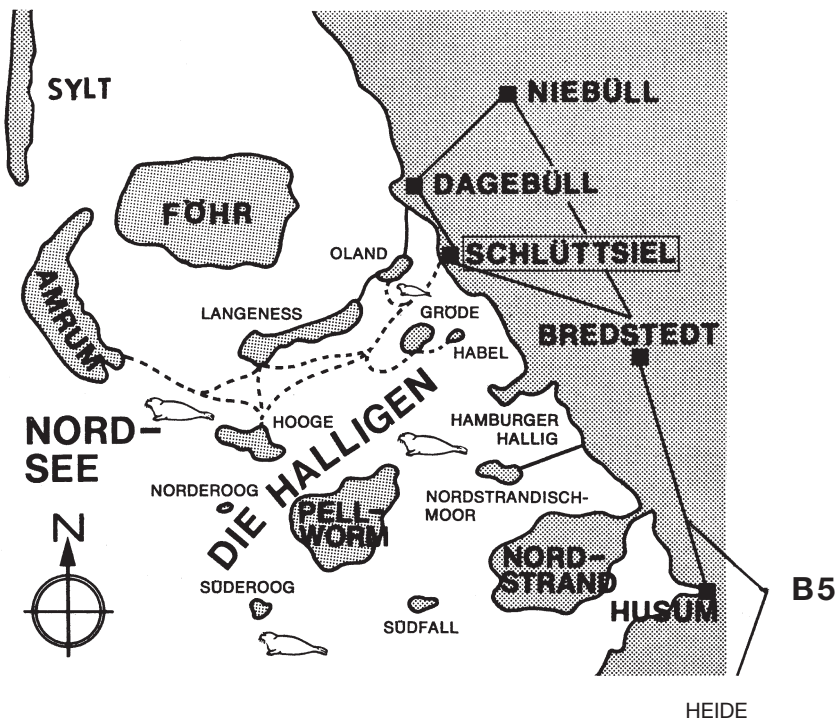 SYLT
NIEBÜLL
DAGEBÜLL
FÖHR
OLAND
SCHLÜTTSIEL
AMRUM
LANGENESS
GRÖDE
BREDSTEDT
HABEL
HOOGE
HAMBURGER
HALLIG
NORD-
SEE
DIE HALLIGEN
NORDEROOG
NORDSTRANDISCH-
MOOR
PELL-
WORM
N
NORD-
STRAND
SÜDEROOG
SÜDFALL
HUSUM
B5
HEIDE